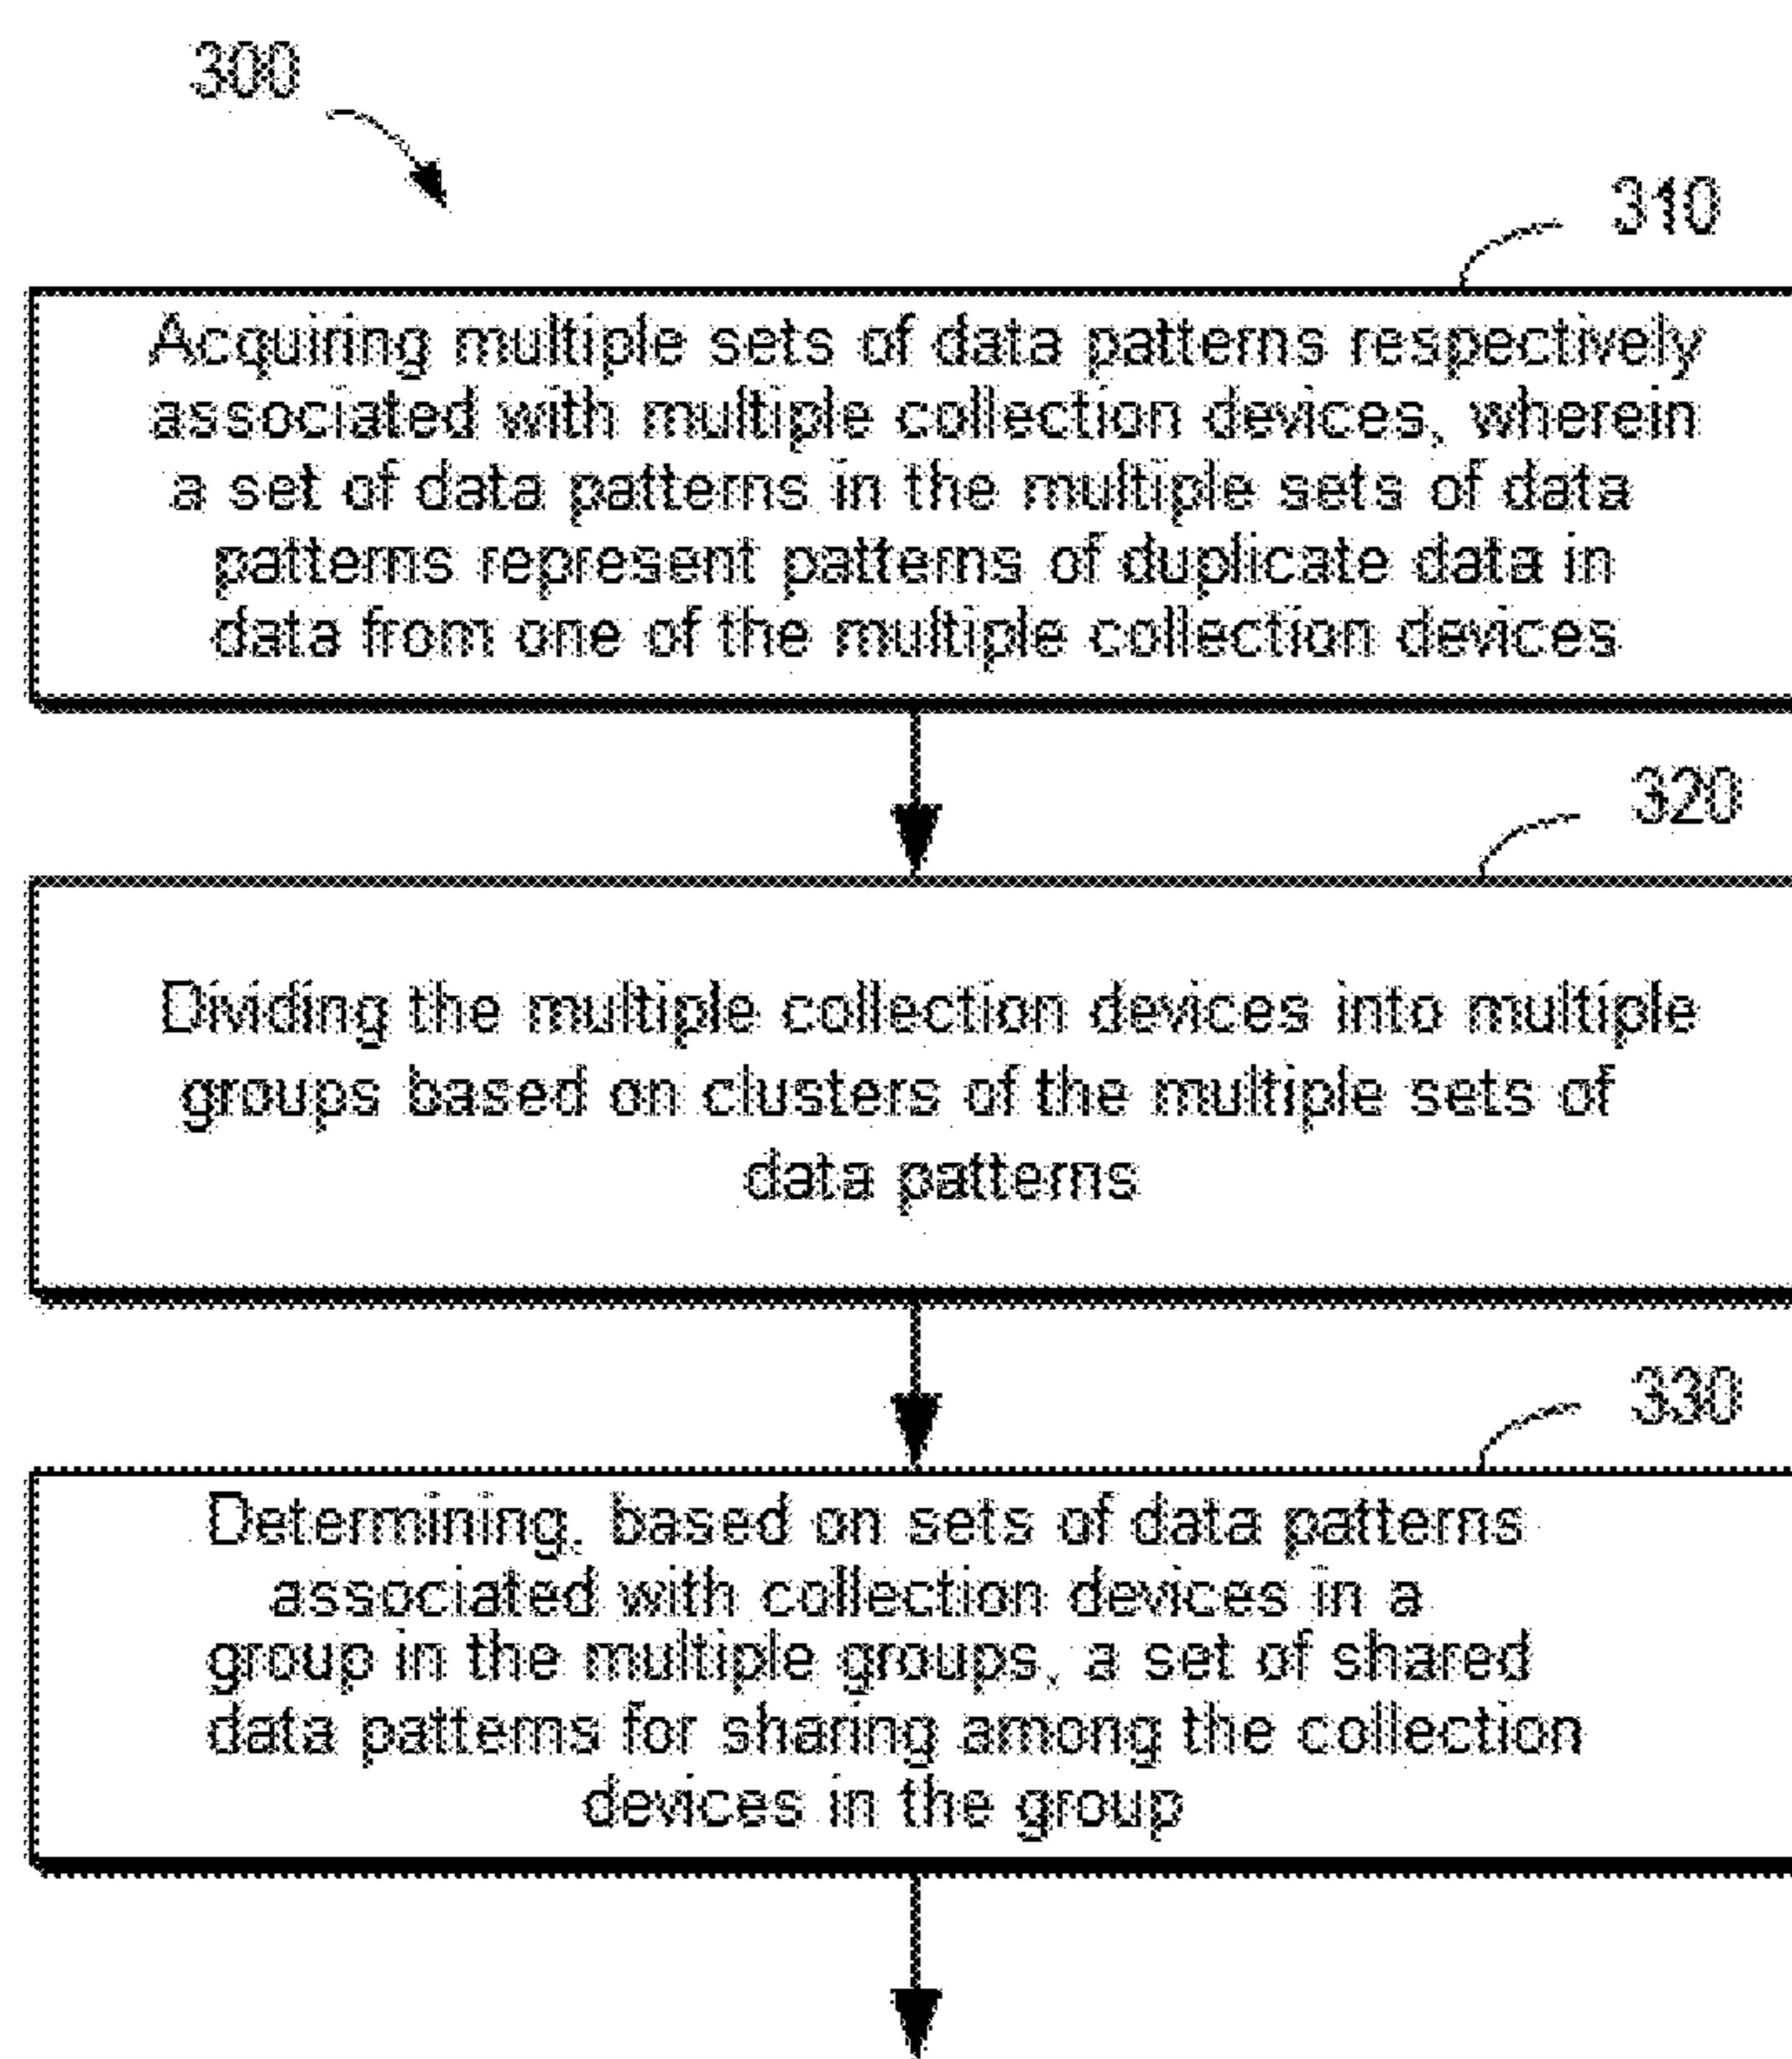 300
310
Acquiring multiple sets of data patterns respectively
associated with multiple collection devices, wherein
a set of data patterns in the multiple sets of data
patterns represent patterns of duplicate data in
data from one of the multiple collection devices
320
Dividing the multiple collection devices into multiple
groups based on clusters of the multiple sets of
data patterns
330
Determining, based on sets of data patterns
associated with collection devices in a
group in the multiple groups, a set of shared
data patterns for sharing among the collection
devices in the group